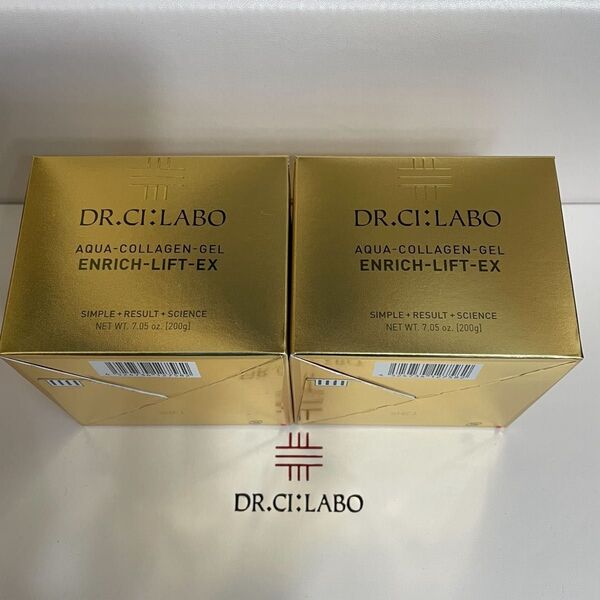 DR.CI:LABO
AQUA-COLLAGEN-GEL
ENRICH-LIFT-EX
SIMPLE + RESULT + SCIENCE
NET WT. 7.05 oz. [200g]
DR.CI:LABO
AQUA-COLLAGEN-GEL
ENRICH-LIFT-EX
SIMPLE + RESULT + SCIENCE
NET WT. 7.05 oz. [200g]
DR.CI:LABO